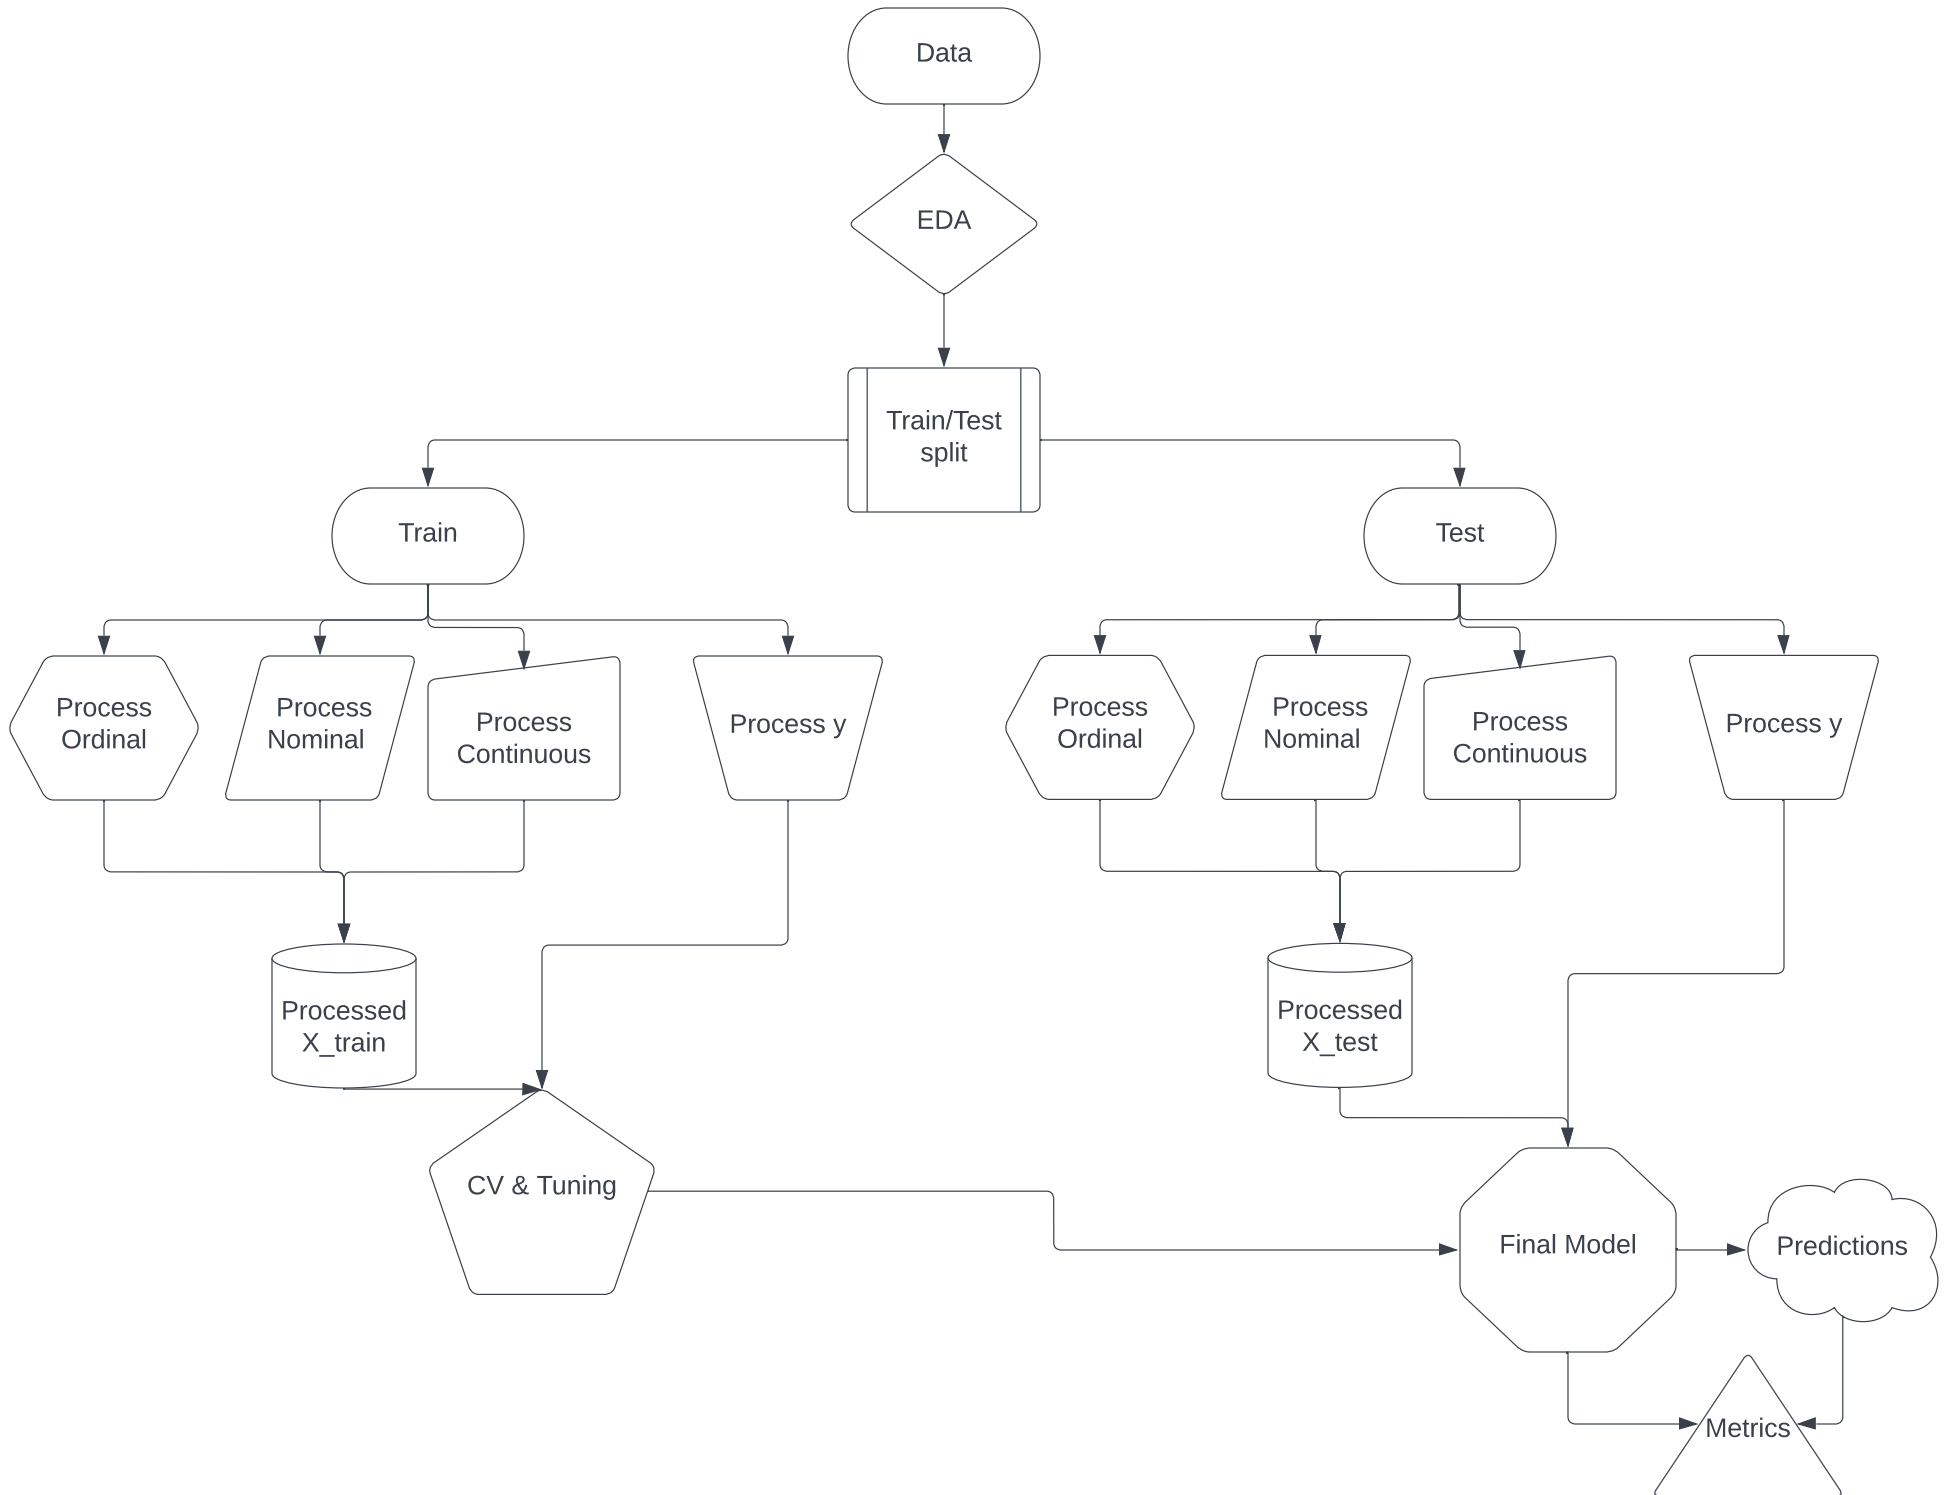 Data
EDA
Train/Test
split
Train
Test
Process
Ordinal
Process
Nominal
Process
Continuous
Process y
Process
Ordinal
Process
Nominal
Process
Continuous
Process y
Processed
X_train
Processed
X_test
CV & Tuning
Final Model
Predictions
Metrics